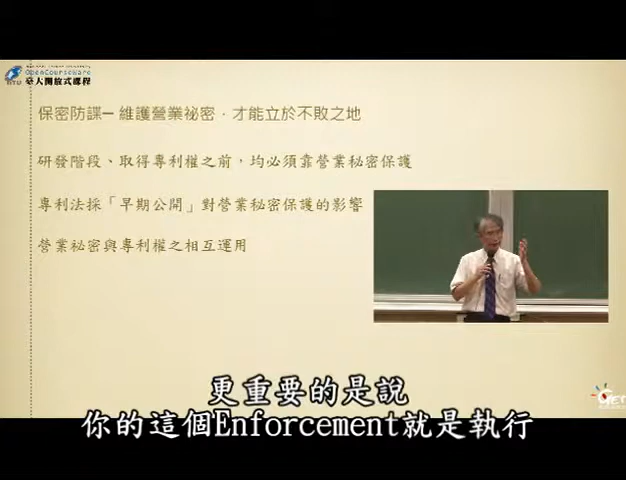 OpenCourseWare
NTU 臺大開放式課程
保密防諜─維護營業祕密，才能立於不敗之地
研發階段、取得專利權之前，均必須靠營業秘密保護
專利法採「早期公開」對營業秘密保護的影響
營業祕密與專利權之相互運用
更重要的是說
你的這個Enforcement就是執行